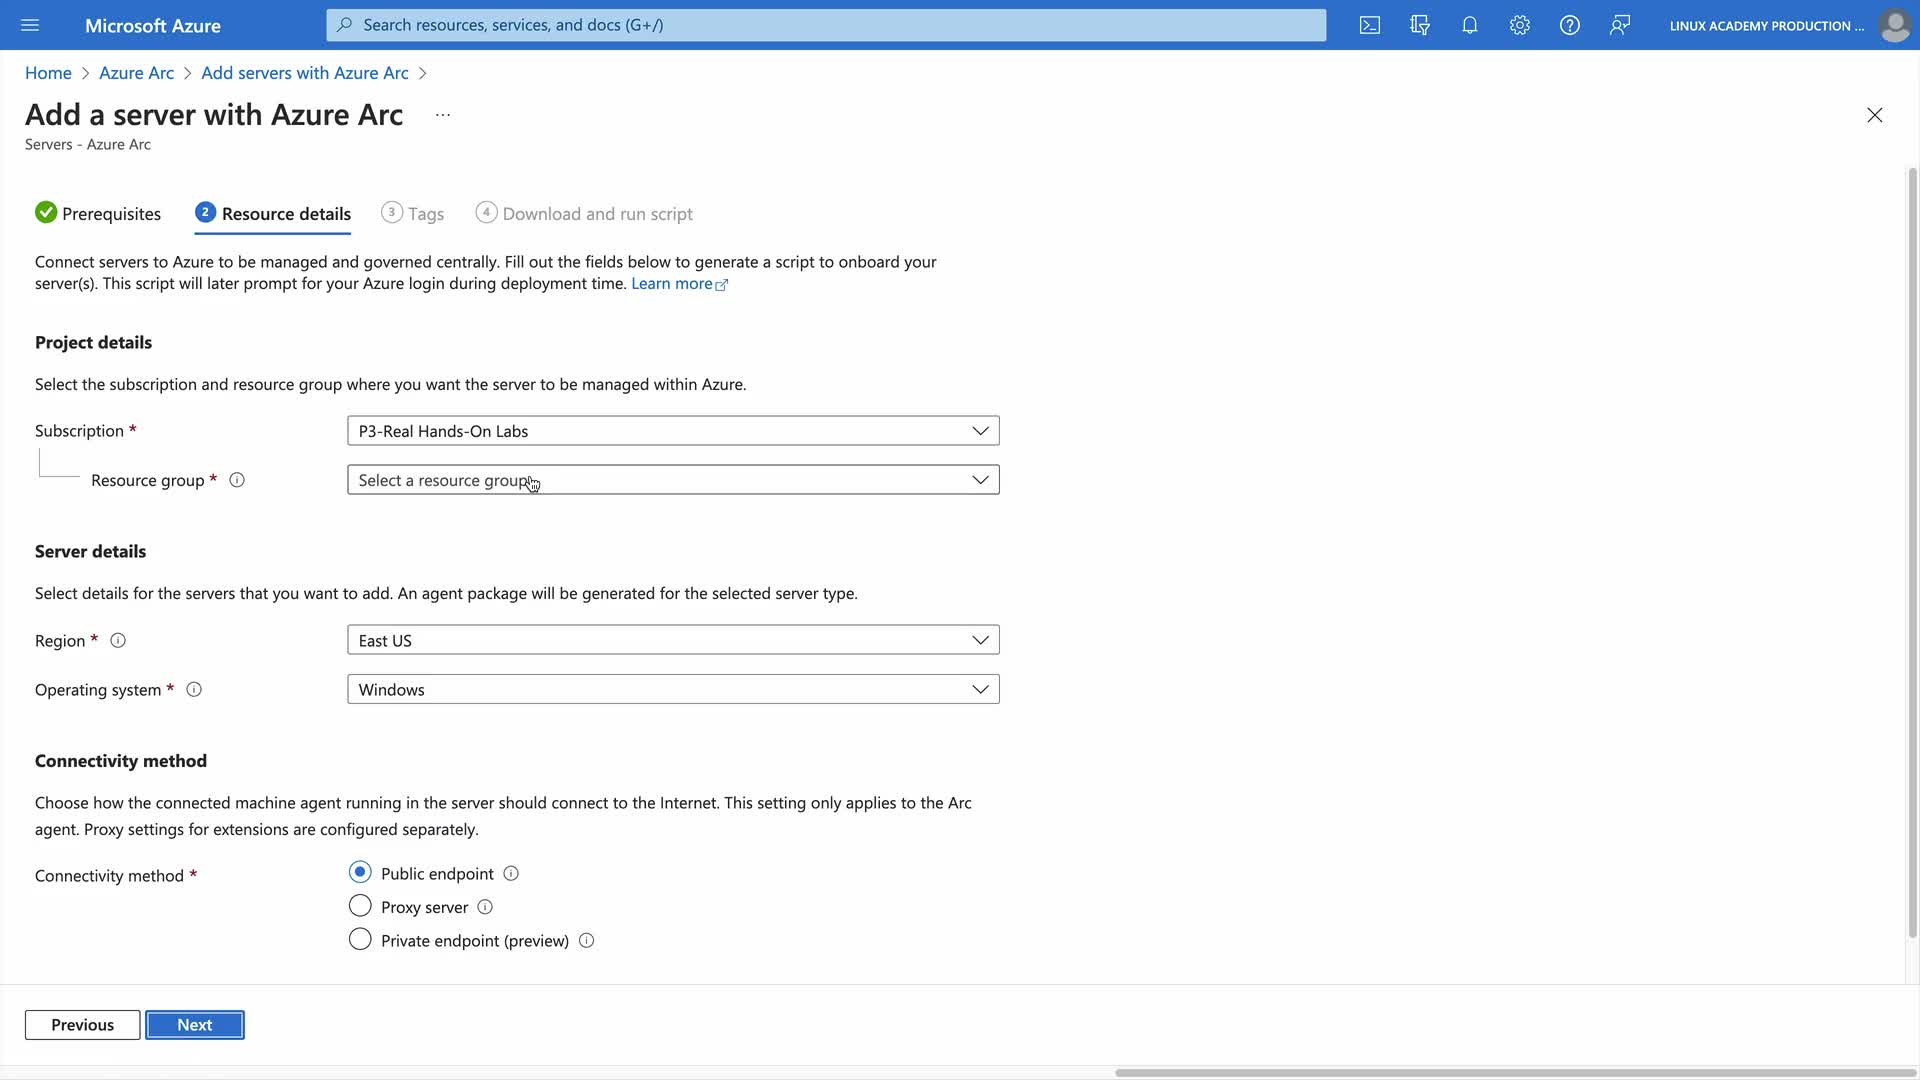 Microsoft Azure
Search resources, services, and docs (G+/)
LINUX ACADEMY PRODUCTION ...
Home > Azure Arc > Add servers with Azure Arc >
Add a server with Azure Arc ...
Servers - Azure Arc
Prerequisites
2 Resource details
3 Tags
4 Download and run script
Connect servers to Azure to be managed and governed centrally. Fill out the fields below to generate a script to onboard your
server(s). This script will later prompt for your Azure login during deployment time. Learn more
Project details
Select the subscription and resource group where you want the server to be managed within Azure.
Subscription *
P3-Real Hands-On Labs
Resource group *
Select a resource group
Server details
Select details for the servers that you want to add. An agent package will be generated for the selected server type.
Region *
East US
Operating system *
Windows
Connectivity method
Choose how the connected machine agent running in the server should connect to the Internet. This setting only applies to the Arc
agent. Proxy settings for extensions are configured separately.
Connectivity method *
Public endpoint
Proxy server
Private endpoint (preview)
Previous
Next